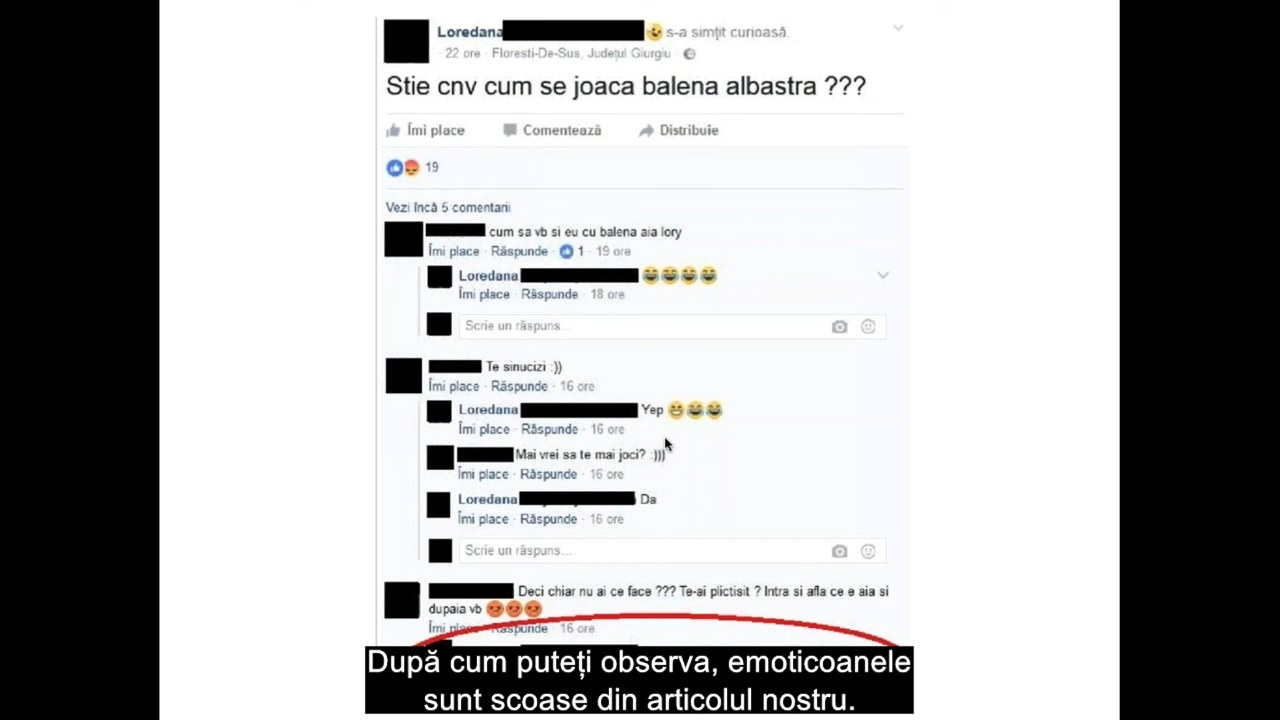 Loredana s-a simțit curioasă.
22 ore · Floresti-De-Sus, Județul Giurgiu ·
Stie cnv cum se joaca balena albastra ???
Îmi place Comentează Distribuie
19
Vezi încă 5 comentarii
cum sa vb si eu cu balena aia lory
Îmi place · Răspunde · 1 · 19 ore
Loredana 😂😂😂😂
Îmi place · Răspunde · 18 ore
Scrie un răspuns...
Te sinucizi :))
Îmi place · Răspunde · 16 ore
Loredana Yep 😁😂😂
Îmi place · Răspunde · 16 ore
Mai vrei sa te mai joci? :)))
Îmi place · Răspunde · 16 ore
Loredana Da
Îmi place · Răspunde · 16 ore
Scrie un răspuns...
Deci chiar nu ai ce face ??? Te-ai plictisit ? Intra si afla ce e aia si
dupaia vb 😡😡😡
Îmi place · Răspunde · 16 ore
După cum puteți observa, emoticoanele
sunt scoase din articolul nostru.